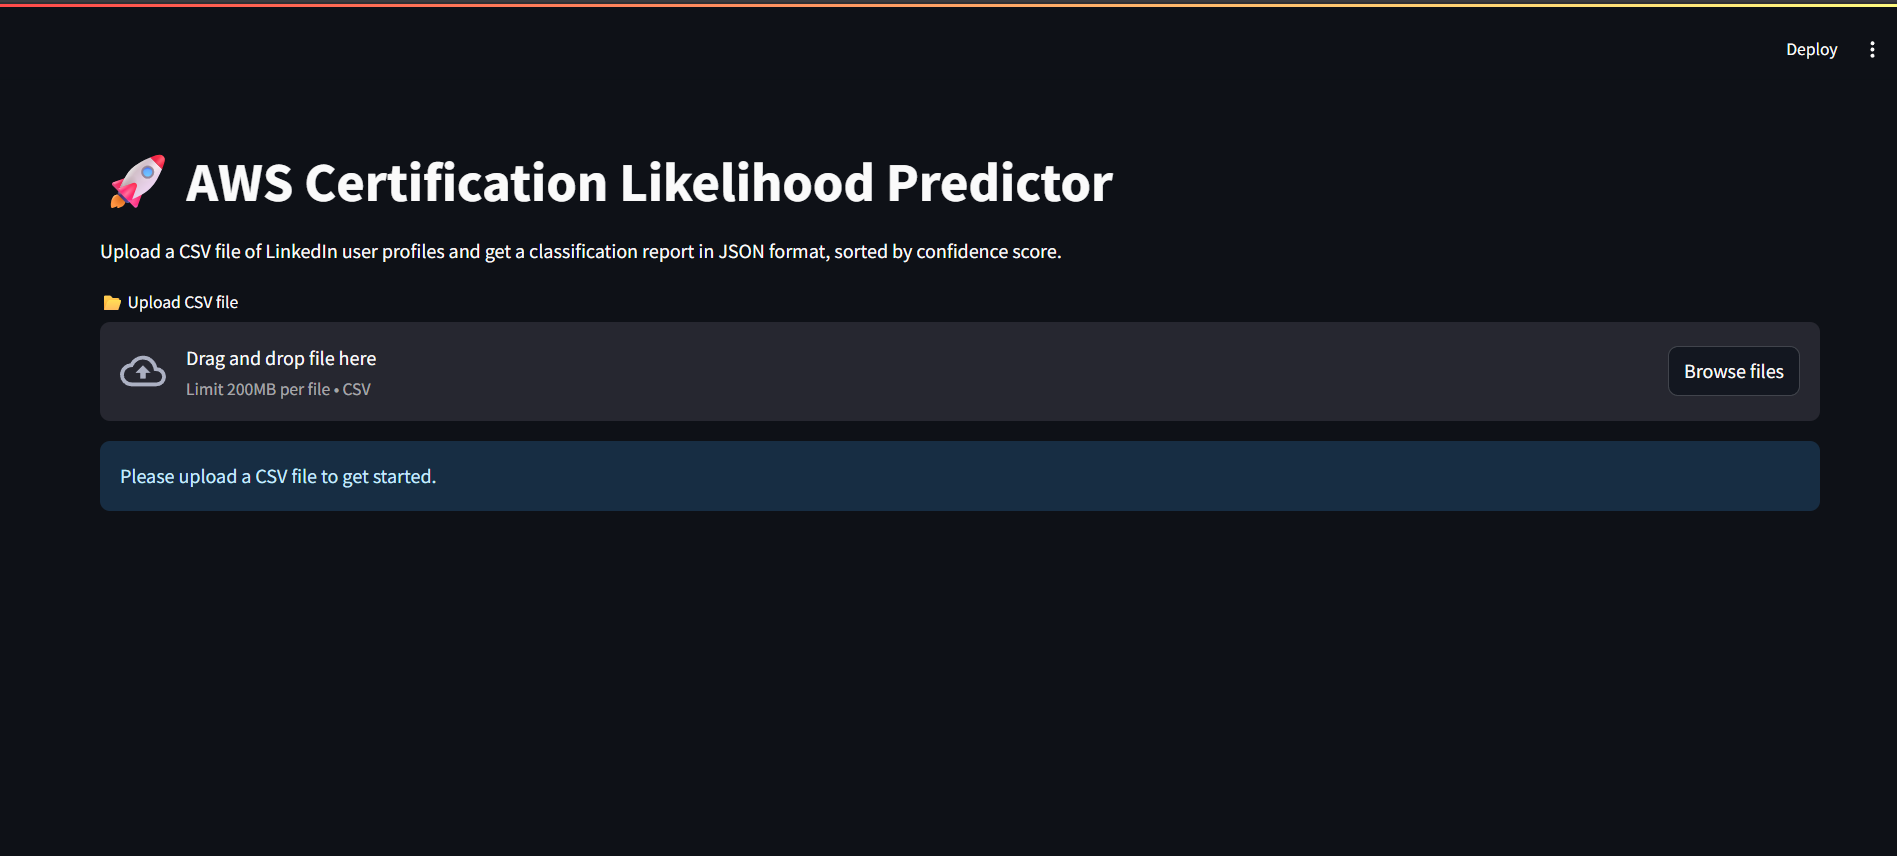 Deploy
🚀 AWS Certification Likelihood Predictor
Upload a CSV file of LinkedIn user profiles and get a classification report in JSON format, sorted by confidence score.
📁 Upload CSV file
Drag and drop file here
Limit 200MB per file • CSV
Browse files
Please upload a CSV file to get started.